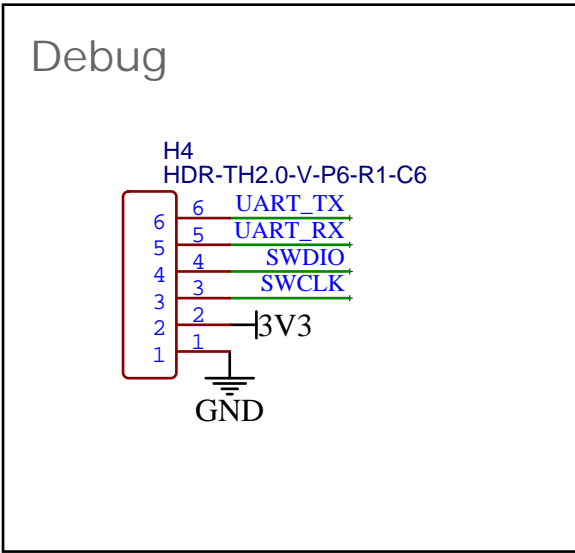 Debug
H4
HDR-TH2.0-V-P6-R1-C6
6 6 UART_TX
5 5 UART_RX
4 4 SWDIO
3 3 SWCLK
2 2 3V3
1 1
GND